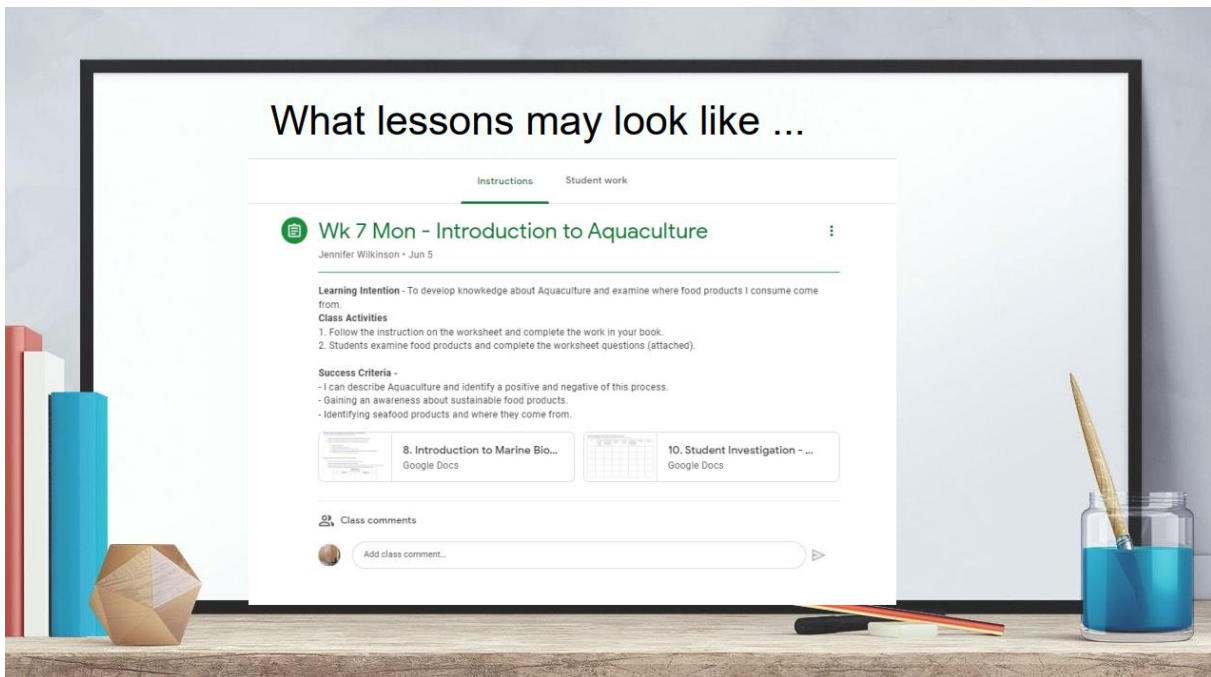 What lessons may look like ...
Instructions Student work
Wk 7 Mon - Introduction to Aquaculture
Jennifer Wilkinson • Jun 5
Learning Intention - To develop knowkedge about Aquaculture and examine where food products I consume come
from.
Class Activities
1. Follow the instruction on the worksheet and complete the work in your book.
2. Students examine food products and complete the worksheet questions (attached).
Success Criteria -
- I can describe Aquaculture and identify a positive and negative of this process.
- Gaining an awareness about sustainable food products.
- Identifying seafood products and where they come from.
8. Introduction to Marine Bio... 10. Student Investigation - ...
Google Docs Google Docs
Class comments
Add class comment...